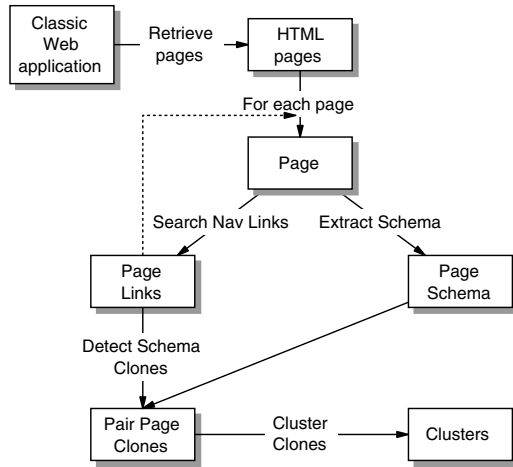 Classic
Web
application
Retrieve
pages
HTML
pages
For each page
Page
Search Nav Links
Extract Schema
Page
Links
Page
Schema
Detect Schema
Clones
Pair Page
Clones
Cluster
Clones
Clusters